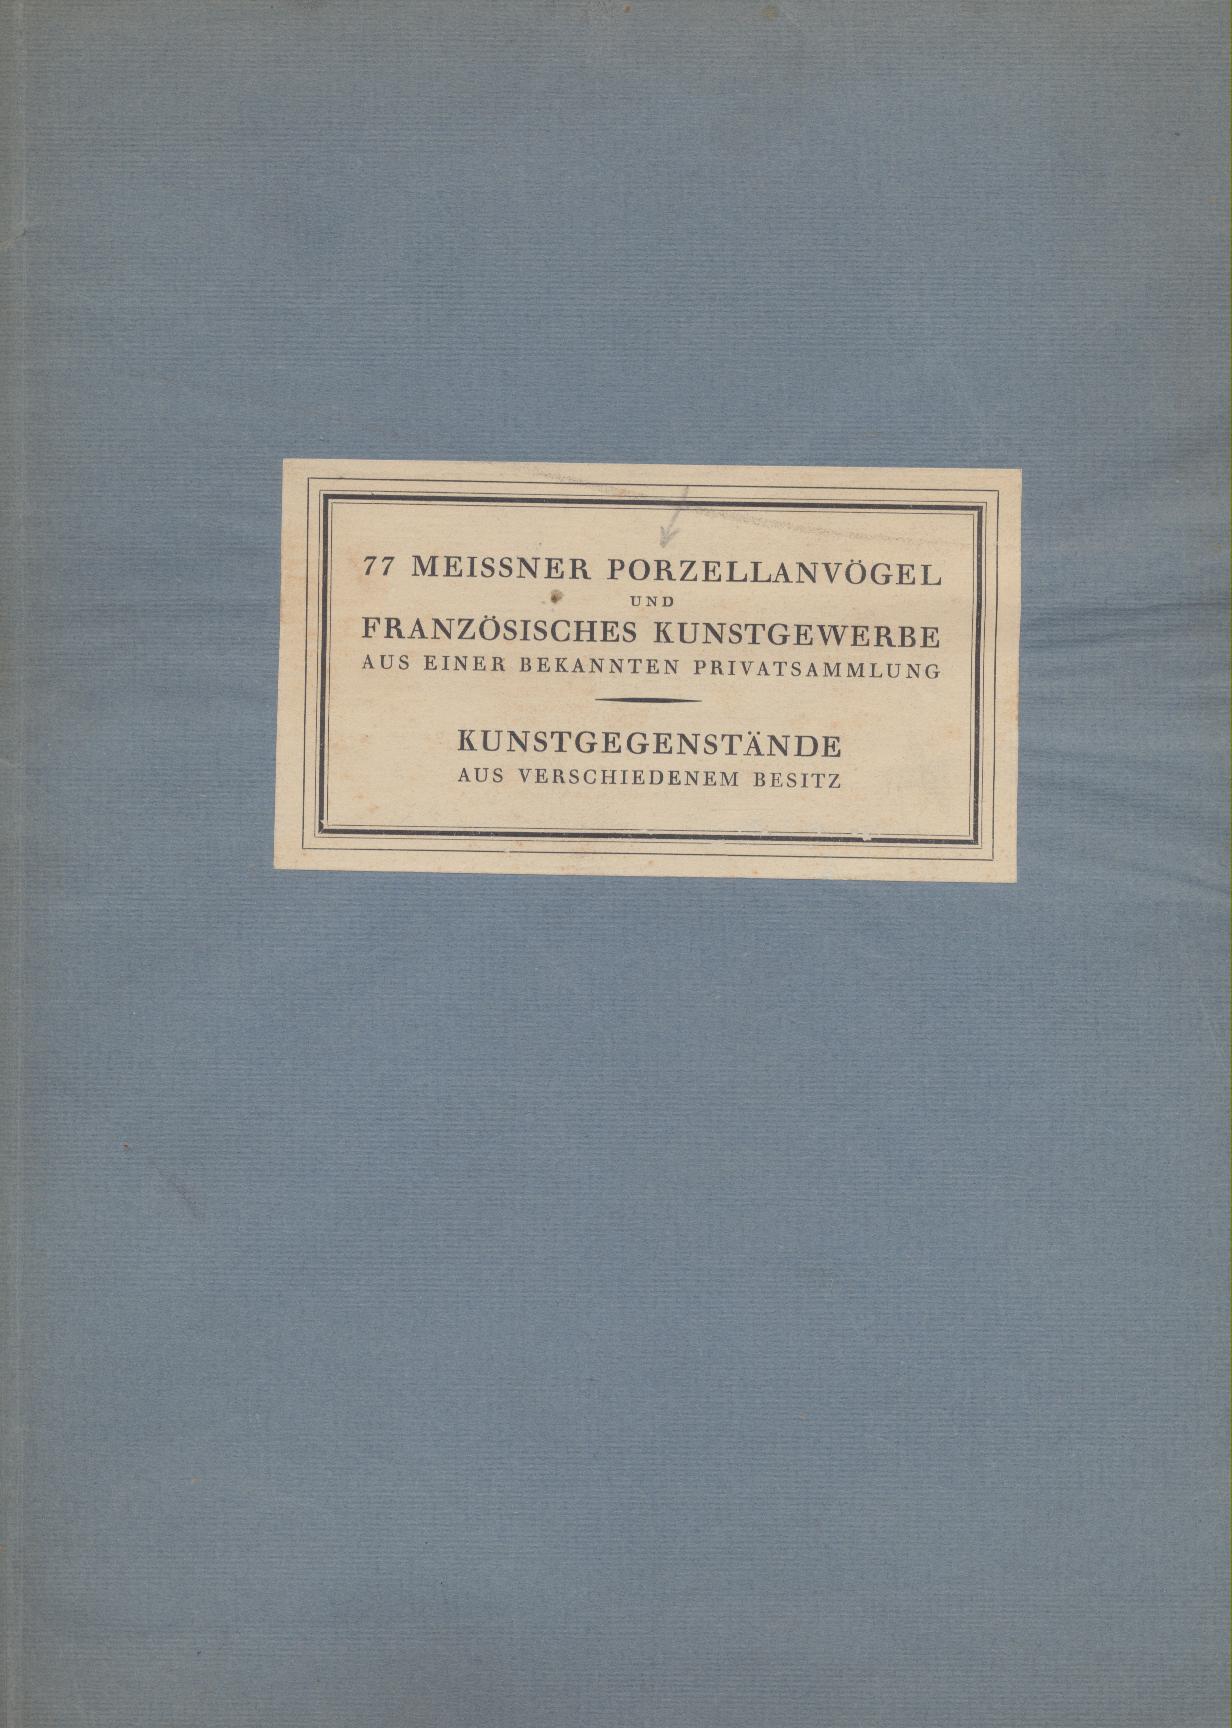 77 MEISSNER PORZELLANVÖGEL
UND
FRANZÖSISCHES KUNSTGEWERBE
AUS EINER BEKANNTEN PRIVATSAMMLUNG
KUNSTGEGENSTÄNDE
AUS VERSCHIEDENEM BESITZ